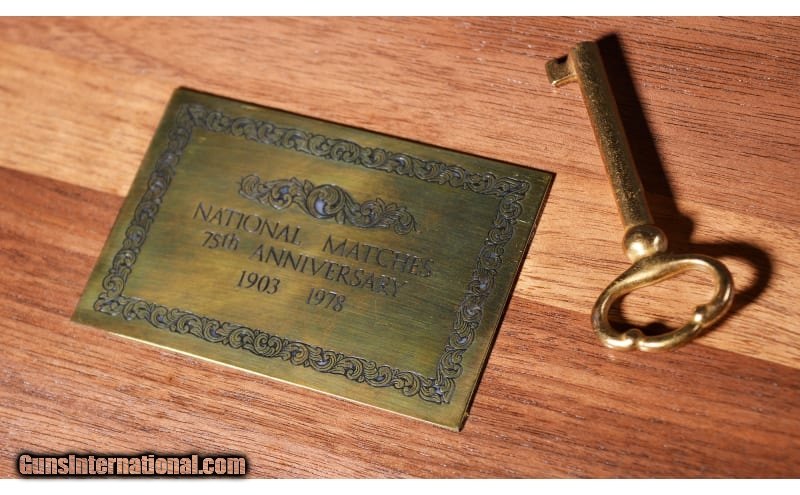 NATIONAL MATCHES
75th ANNIVERSARY
1903 1978
GunsInternational.com